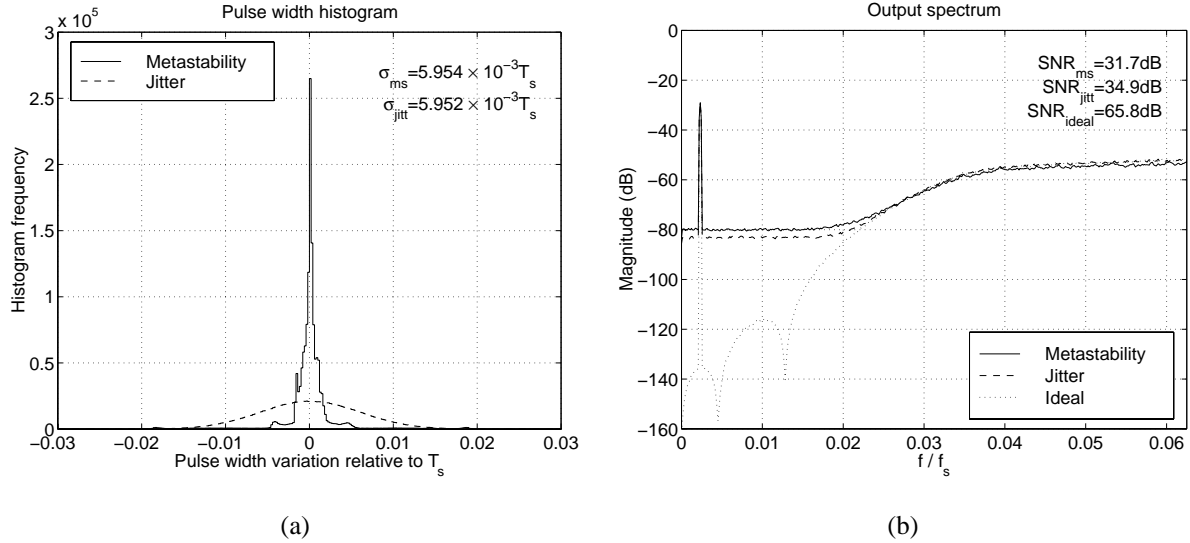 Pulse width histogram
x 10^5
3
2.5
2
1.5
1
0.5
0
Histogram frequency
Metastability
Jitter
σ_ms=5.954 × 10^-3 T_s
σ_jitt=5.952 × 10^-3 T_s
−0.03 −0.02 −0.01 0 0.01 0.02 0.03
Pulse width variation relative to T_s
(a)
Output spectrum
0
−20
−40
−60
−80
−100
−120
−140
−160
Magnitude (dB)
SNR_ms=31.7dB
SNR_jitt=34.9dB
SNR_ideal=65.8dB
Metastability
Jitter
Ideal
0 0.01 0.02 0.03 0.04 0.05 0.06
f / f_s
(b)